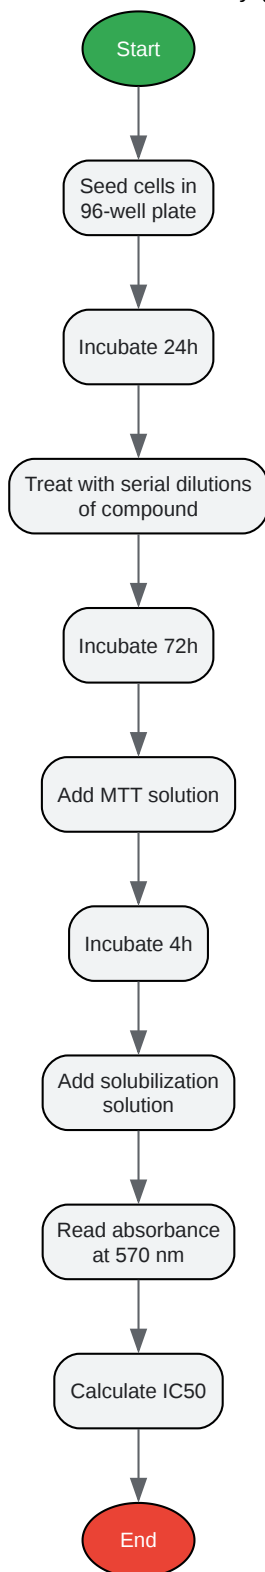 Start
Seed cells in
96-well plate
Incubate 24h
Treat with serial dilutions
of compound
Incubate 72h
Add MTT solution
Incubate 4h
Add solubilization
solution
Read absorbance
at 570 nm
Calculate IC50
End